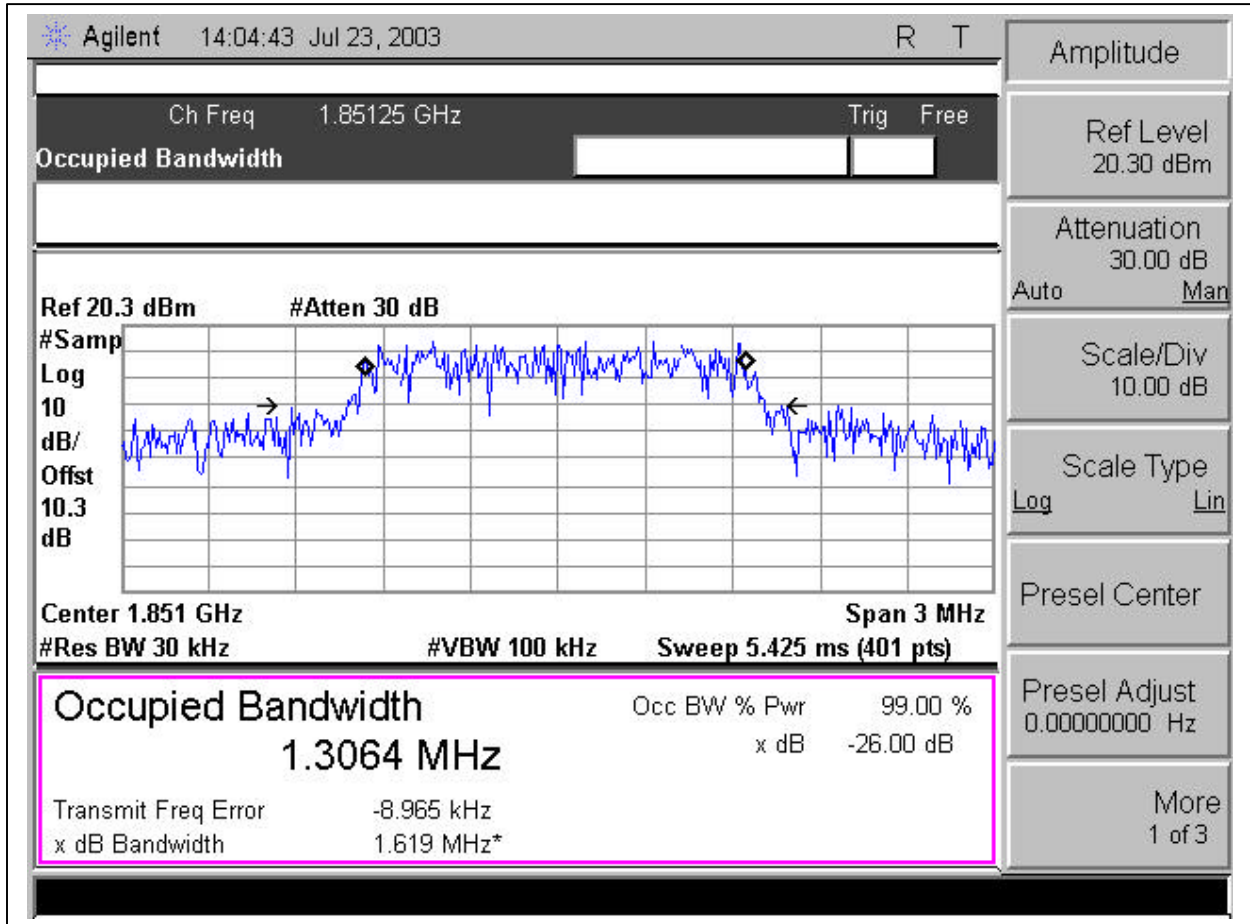 Agilent 14:04:43 Jul 23, 2003 R T
Ch Freq 1.85125 GHz Trig Free
Occupied Bandwidth
Ref 20.3 dBm #Atten 30 dB
#Samp
Log
10
dB/
Offst
10.3
dB
Center 1.851 GHz Span 3 MHz
#Res BW 30 kHz #VBW 100 kHz Sweep 5.425 ms (401 pts)
Occupied Bandwidth
1.3064 MHz
Occ BW % Pwr 99.00 %
x dB -26.00 dB
Transmit Freq Error -8.965 kHz
x dB Bandwidth 1.619 MHz*
Amplitude
Ref Level
20.30 dBm
Attenuation
30.00 dB
Auto Man
Scale/Div
10.00 dB
Scale Type
Log Lin
Presel Center
Presel Adjust
0.00000000 Hz
More
1 of 3